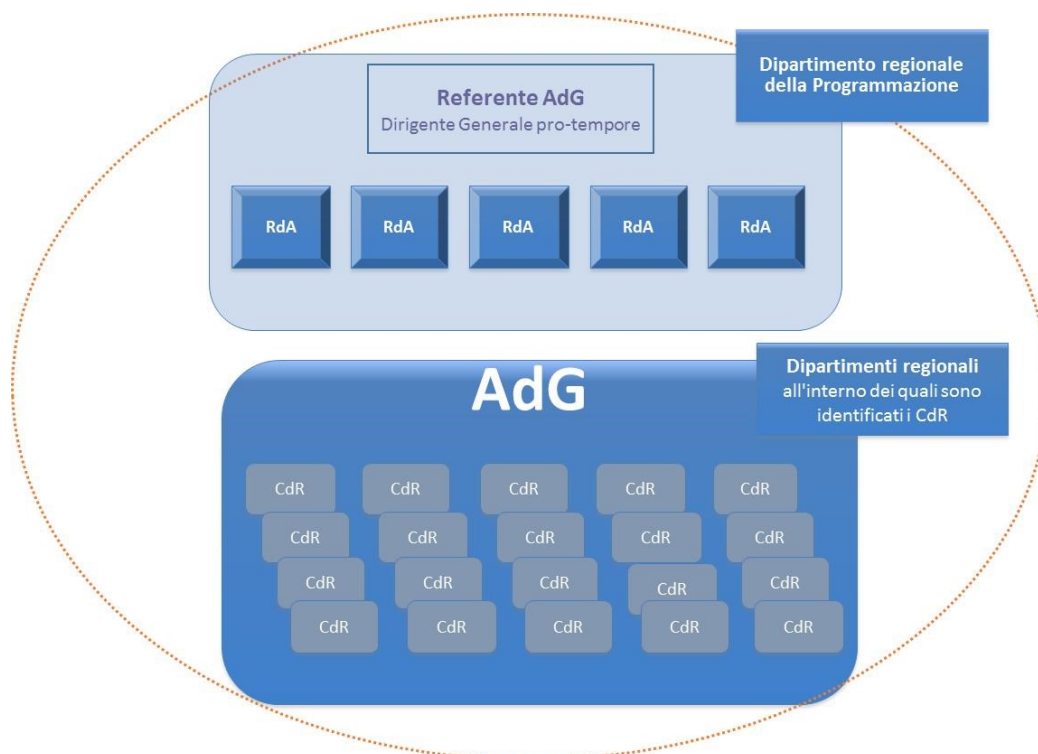 Dipartimento regionale
della Programmazione
Referente AdG
Dirigente Generale pro-tempore
RdA RdA RdA RdA RdA
Dipartimenti regionali
all'interno dei quali sono
identificati i CdR
AdG
CdR CdR CdR CdR CdR
CdR CdR CdR CdR CdR
CdR CdR CdR CdR CdR
CdR CdR CdR CdR CdR